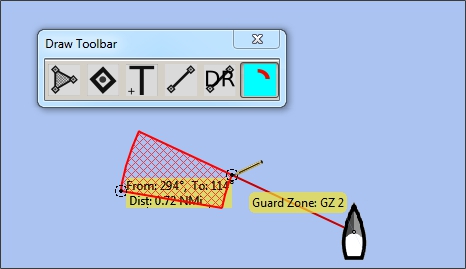 Draw Toolbar
T
DR
From: 294°, To: 114°
Dist: 0.72 NMi
Guard Zone: GZ 2